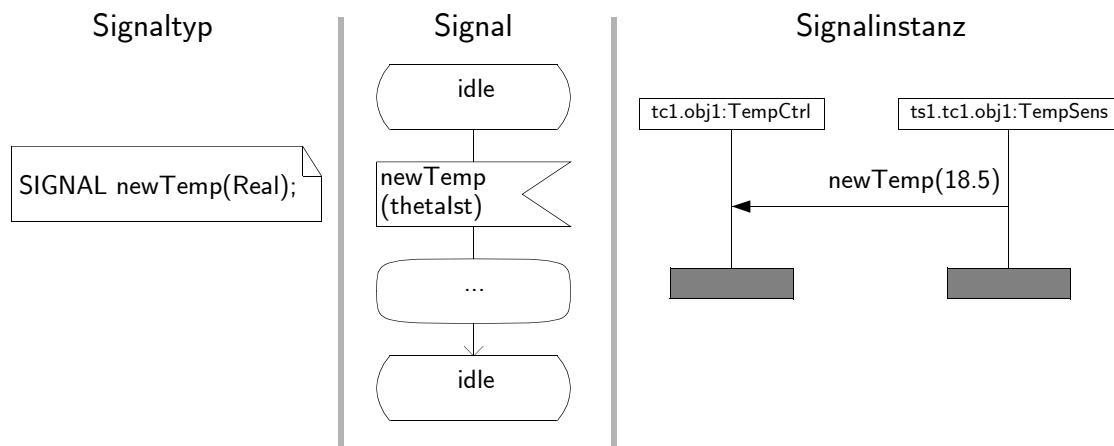 Signaltyp
SIGNAL newTemp(Real);
Signal
idle
newTemp
(thetaIst)
...
idle
Signalinstanz
tc1.obj1:TempCtrl
ts1.tc1.obj1:TempSens
newTemp(18.5)